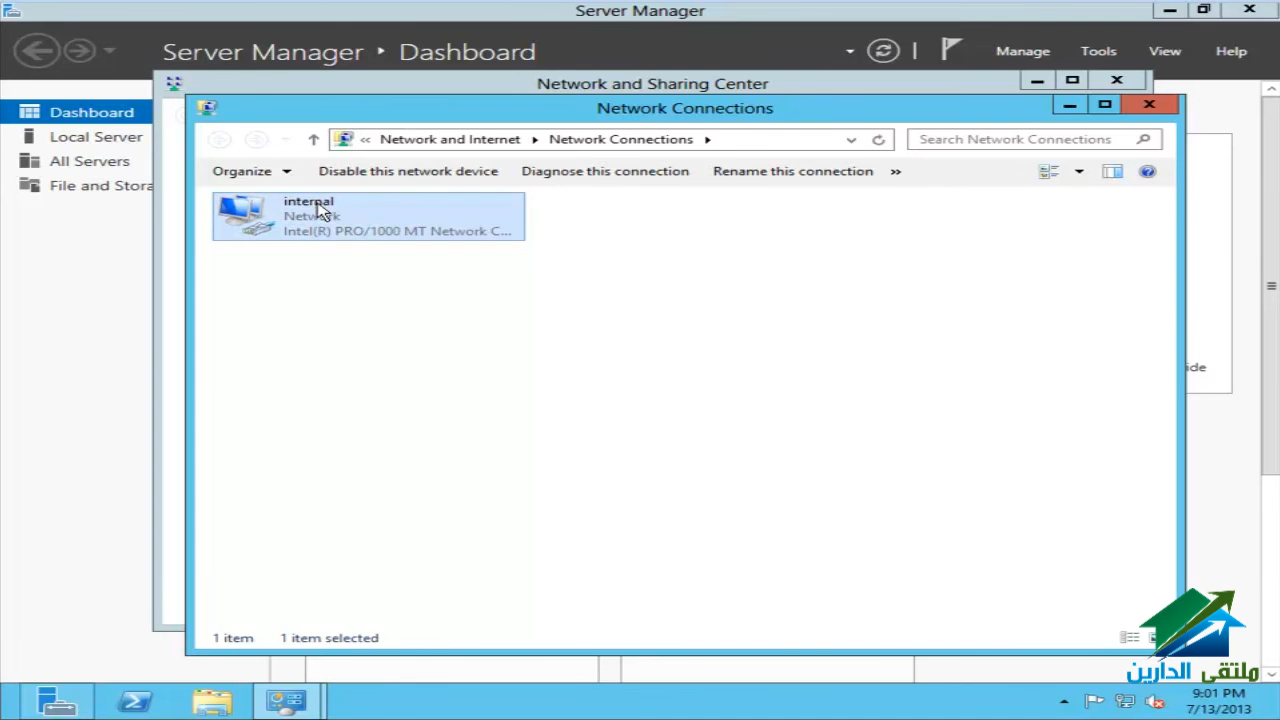 Server Manager
Server Manager Dashboard
Manage Tools View Help
Network and Sharing Center
Network Connections
Dashboard
Local Server
All Servers
File and Stora
« Network and Internet Network Connections
Search Network Connections
Organize Disable this network device Diagnose this connection Rename this connection »
internal
Network
Intel(R) PRO/1000 MT Network C...
ide
1 item 1 item selected
ملتقى الدارين
9:01 PM
7/13/2013